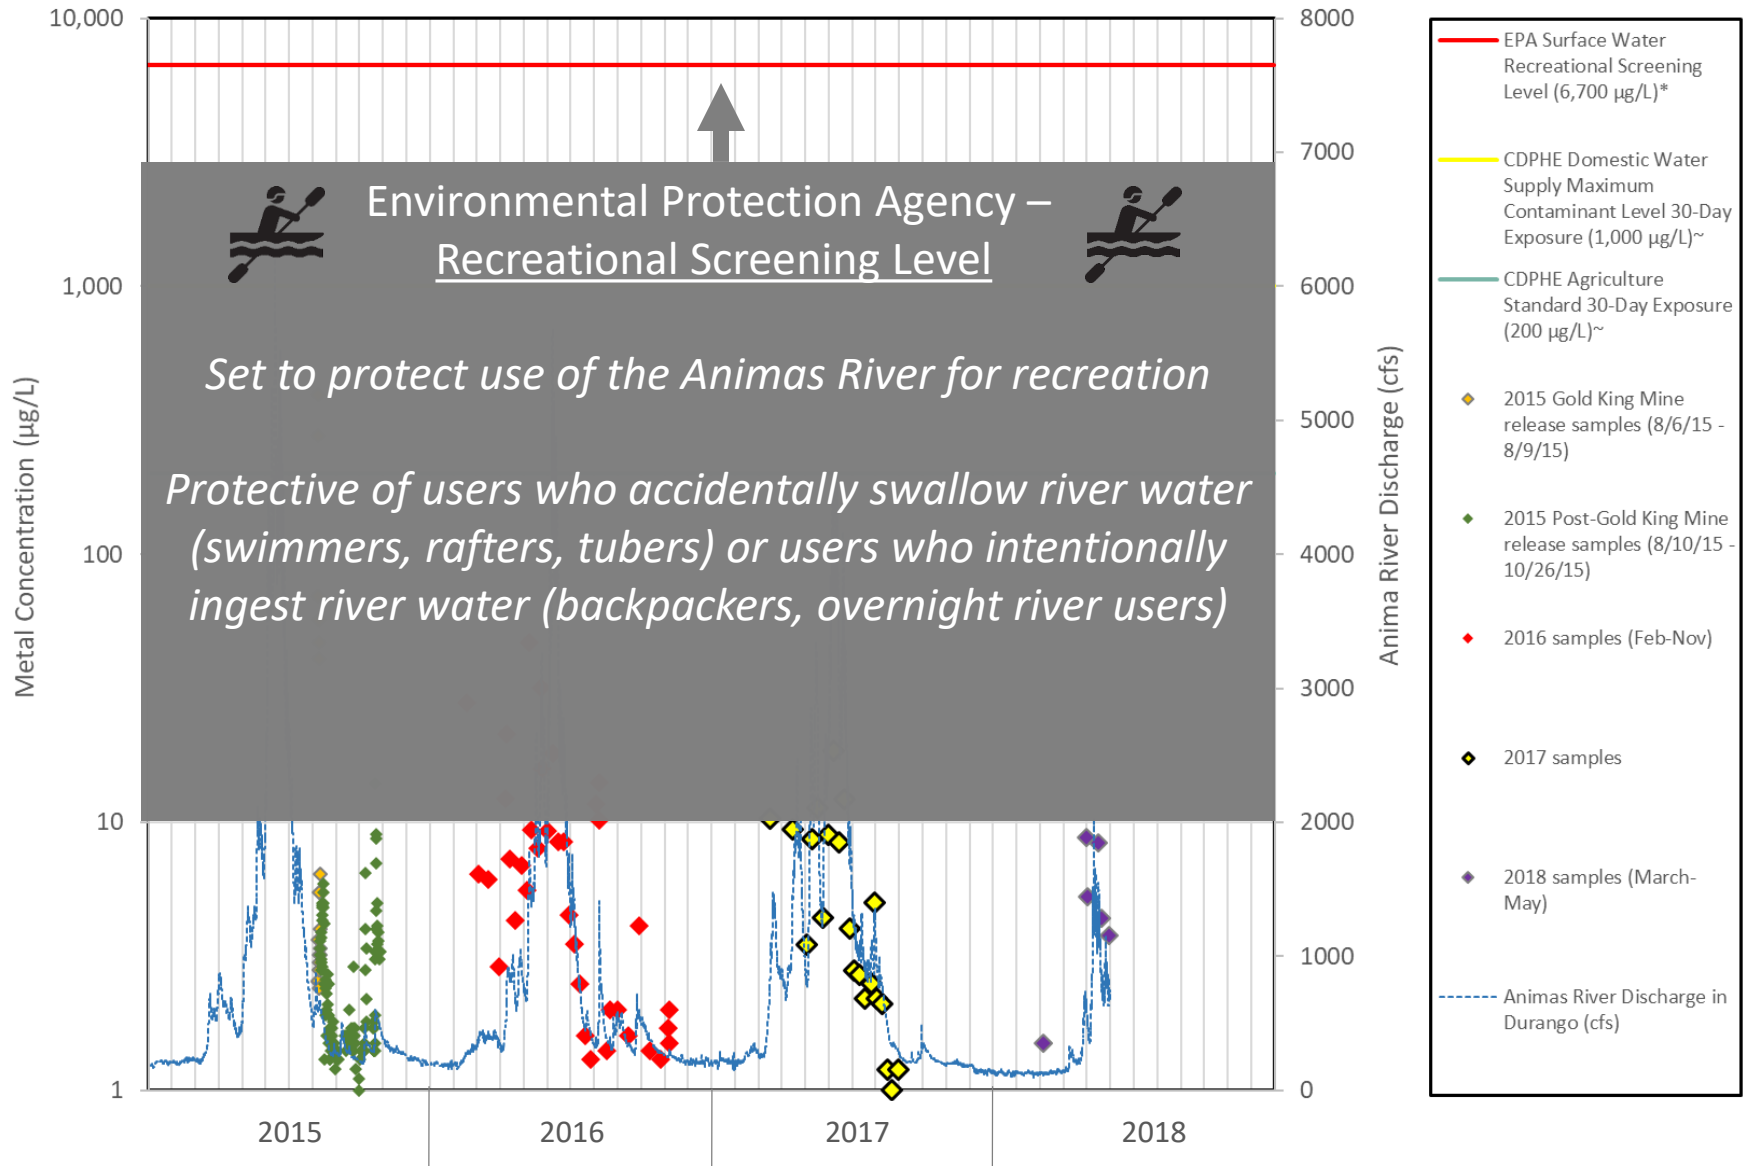 10,000
1,000
100
10
1
Metal Concentration (µg/L)
8000
7000
6000
5000
4000
3000
2000
1000
0
Anima River Discharge (cfs)
2015
2016
2017
2018
Environmental Protection Agency –
Recreational Screening Level
Set to protect use of the Animas River for recreation
Protective of users who accidentally swallow river water
(swimmers, rafters, tubers) or users who intentionally
ingest river water (backpackers, overnight river users)
EPA Surface Water
Recreational Screening
Level (6,700 µg/L)*
CDPHE Domestic Water
Supply Maximum
Contaminant Level 30-Day
Exposure (1,000 µg/L)~
CDPHE Agriculture
Standard 30-Day Exposure
(200 µg/L)~
2015 Gold King Mine
release samples (8/6/15 -
8/9/15)
2015 Post-Gold King Mine
release samples (8/10/15 -
10/26/15)
2016 samples (Feb-Nov)
2017 samples
2018 samples (March-
May)
Animas River Discharge in
Durango (cfs)